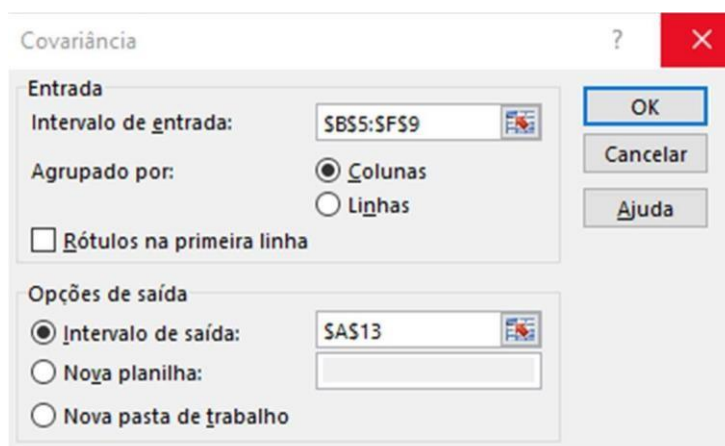 Covariância ?
Entrada
Intervalo de entrada: $B$5:$F$9
Agrupado por: Colunas
Linhas
Rótulos na primeira linha
OK
Cancelar
Ajuda
Opções de saída
Intervalo de saída: $A$13
Nova planilha:
Nova pasta de trabalho